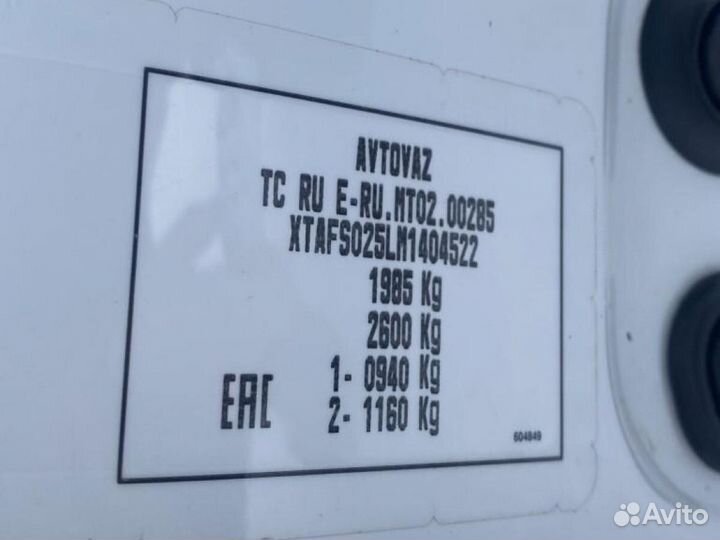 AVTOVAZ
TC RU E-RU.MT02.00285
XTAFS025LM1404522
1985 Kg
2600 Kg
1- 0940 Kg
EAC 2- 1160 Kg
604849
Avito